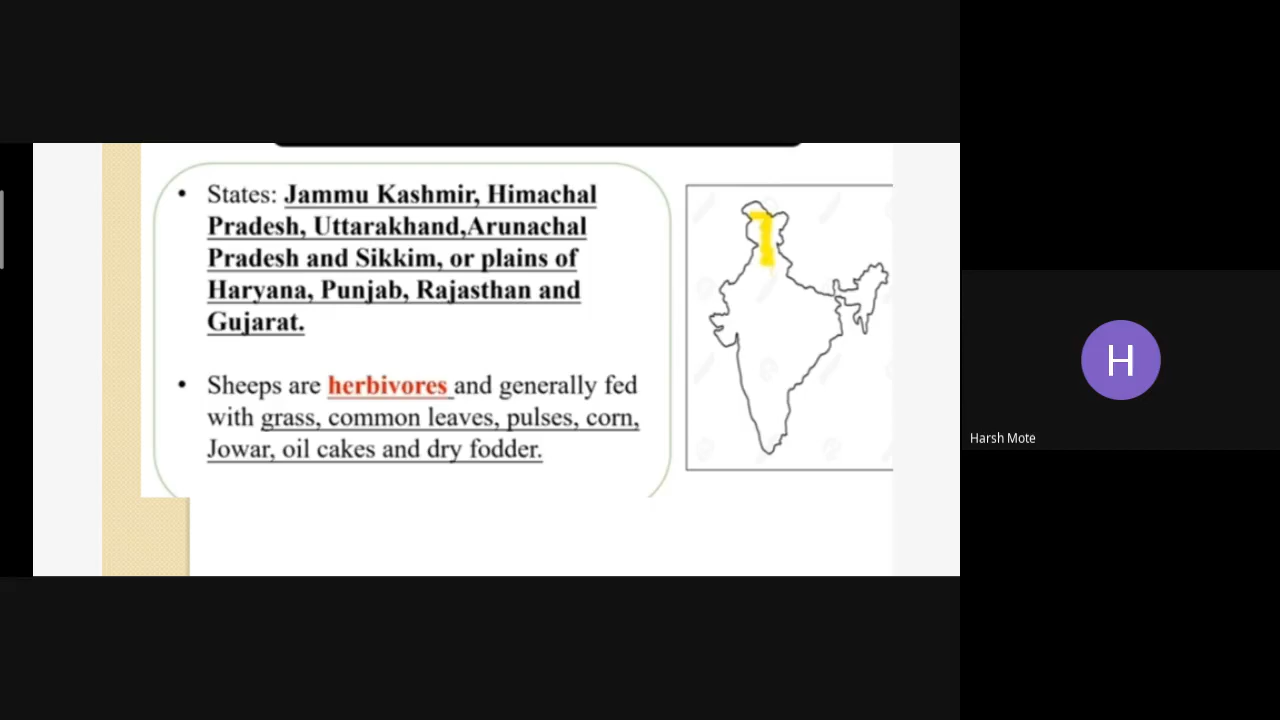 • States: Jammu Kashmir, Himachal
Pradesh, Uttarakhand,Arunachal
Pradesh and Sikkim, or plains of
Haryana, Punjab, Rajasthan and
Gujarat.
• Sheeps are herbivores and generally fed
with grass, common leaves, pulses, corn,
Jowar, oil cakes and dry fodder.
H
Harsh Mote